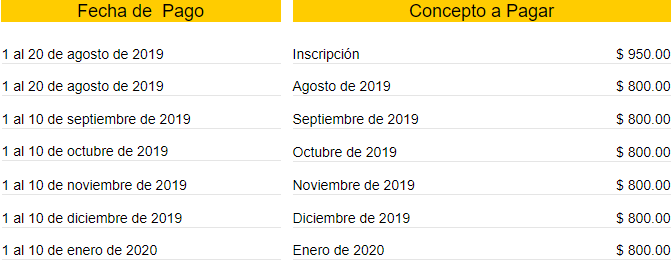 Fecha de Pago Concepto a Pagar
1 al 20 de agosto de 2019 Inscripción $ 950.00
1 al 20 de agosto de 2019 Agosto de 2019 $ 800.00
1 al 10 de septiembre de 2019 Septiembre de 2019 $ 800.00
1 al 10 de octubre de 2019 Octubre de 2019 $ 800.00
1 al 10 de noviembre de 2019 Noviembre de 2019 $ 800.00
1 al 10 de diciembre de 2019 Diciembre de 2019 $ 800.00
1 al 10 de enero de 2020 Enero de 2020 $ 800.00